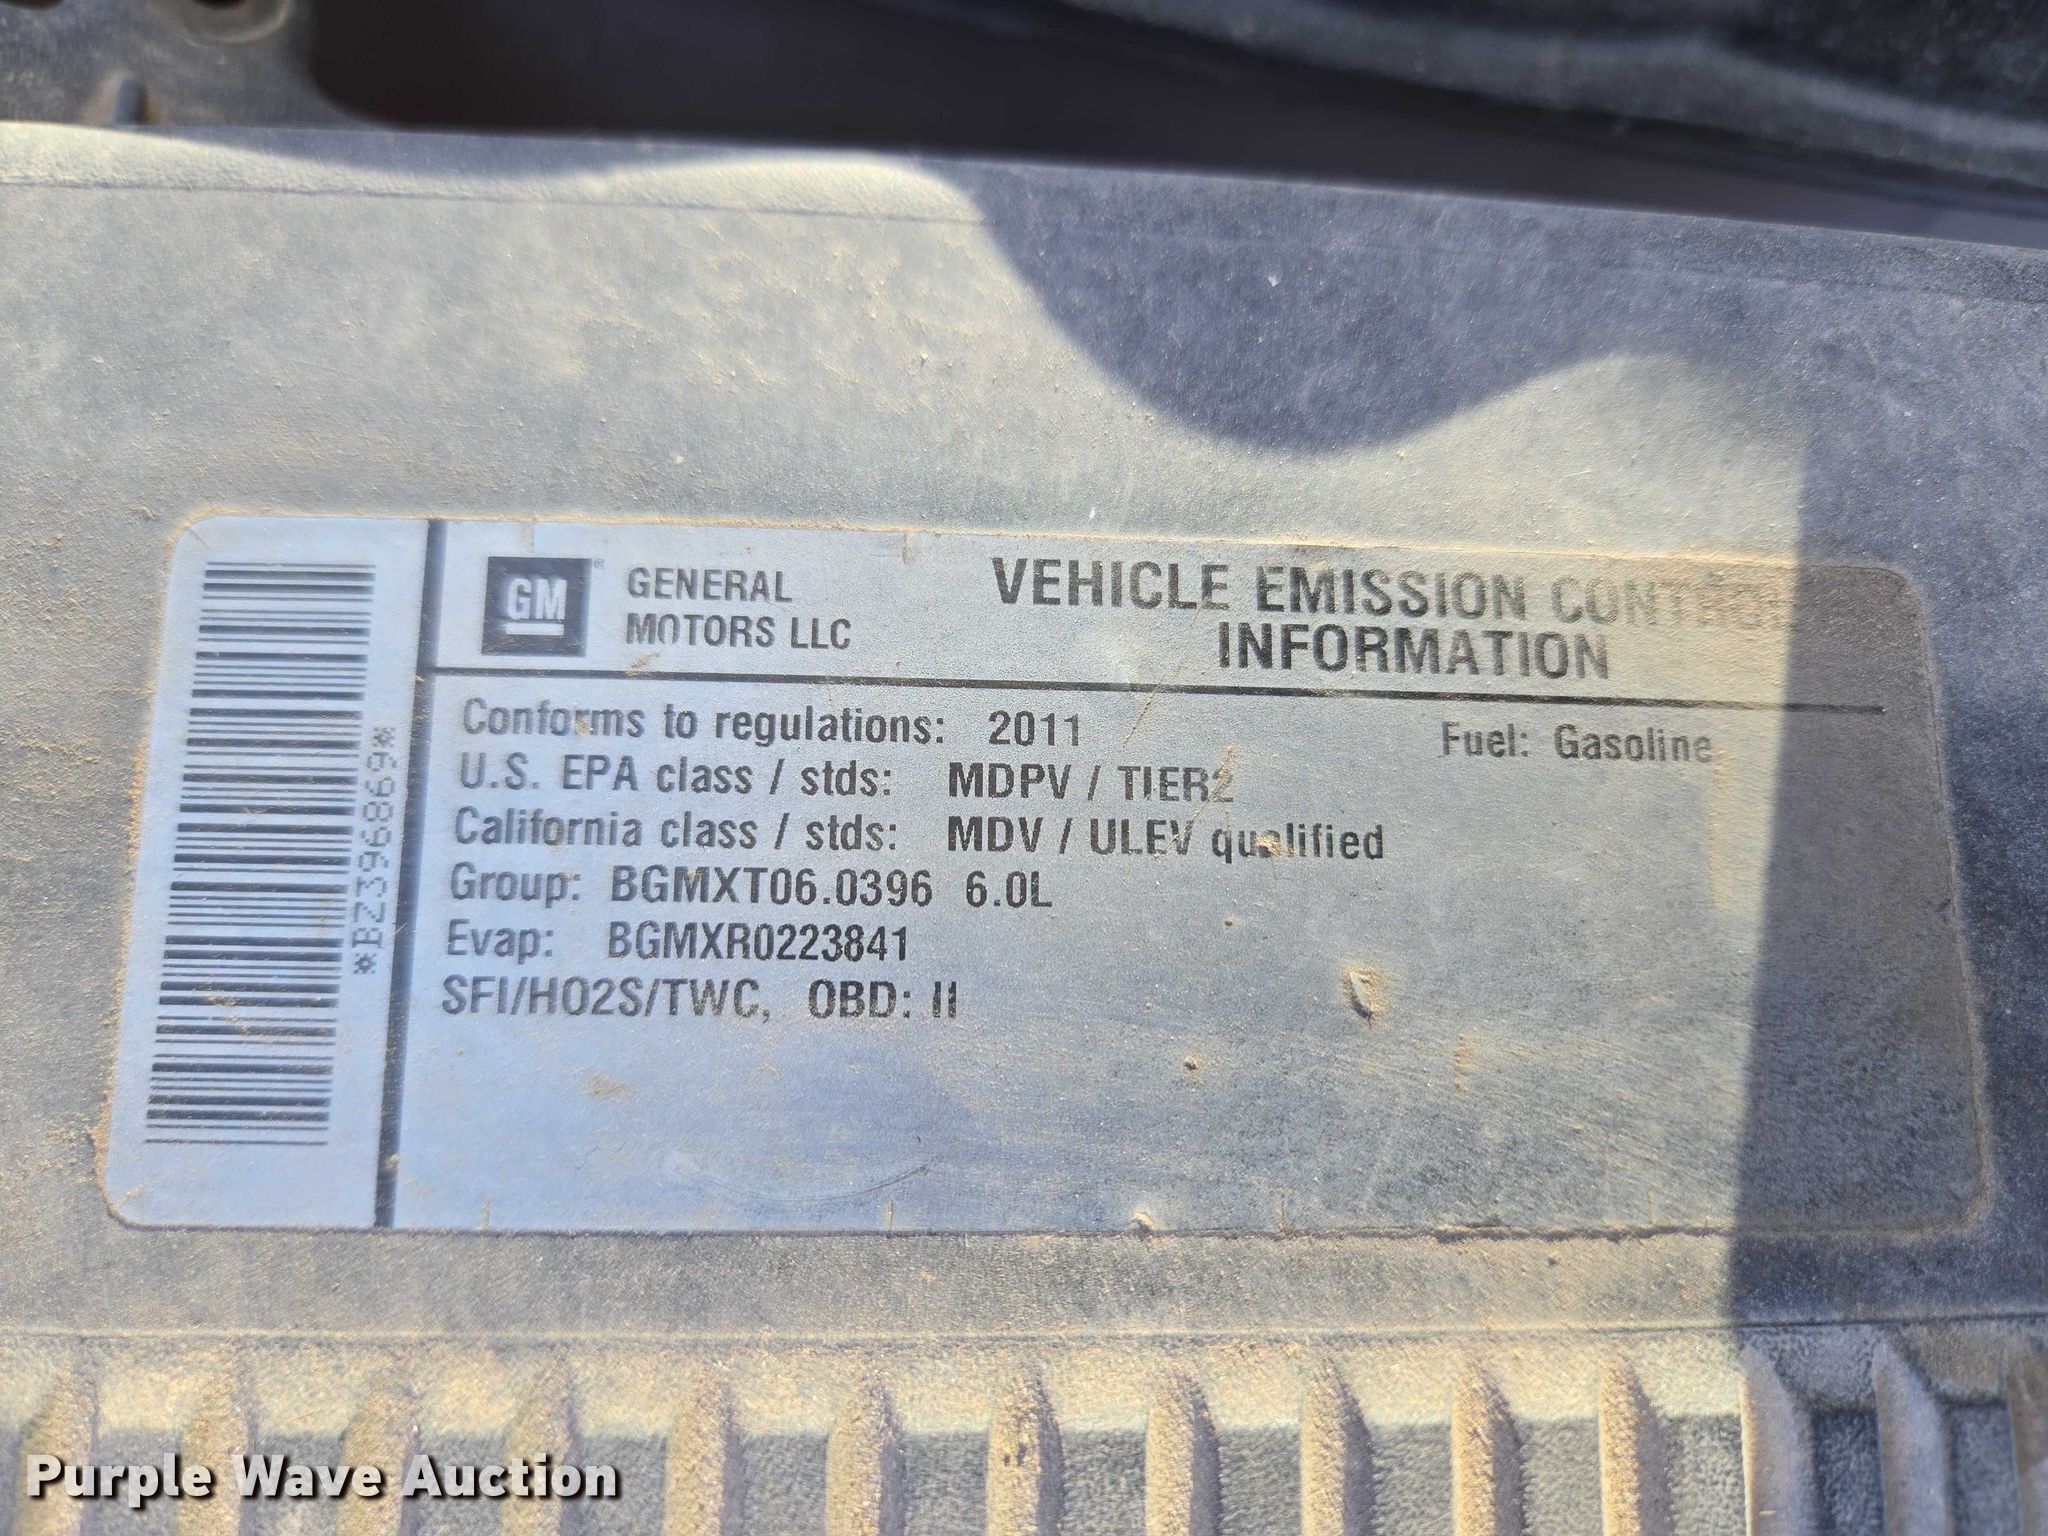 *BZ396869*
GM®
GENERAL
MOTORS LLC
VEHICLE EMISSION CONTROL
INFORMATION
Conforms to regulations: 2011 Fuel: Gasoline
U.S. EPA class / stds: MDPV / TIER2
California class / stds: MDV / ULEV qualified
Group: BGMXT06.0396 6.0L
Evap: BGMXR0223841
SFI/HO2S/TWC, OBD: II
Purple Wave Auction